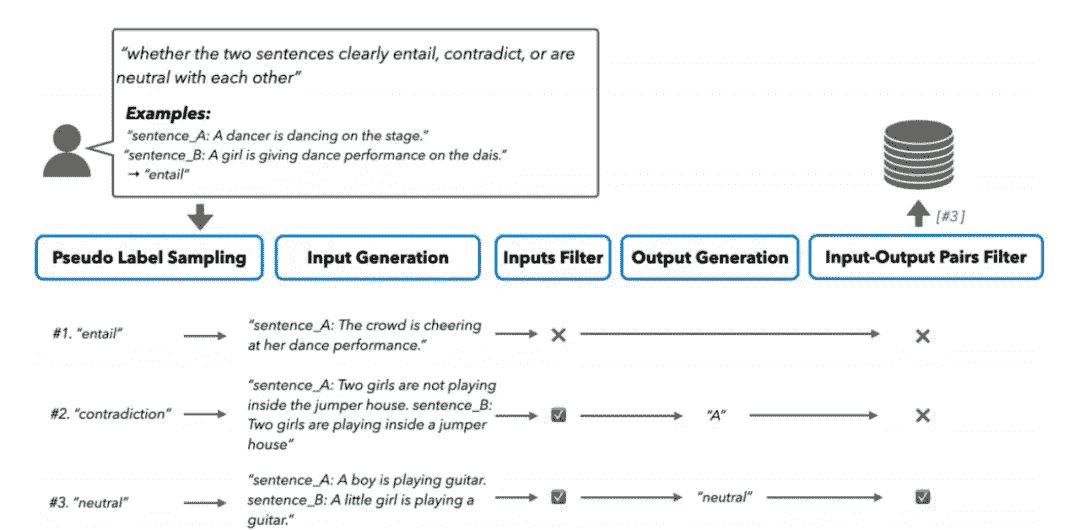 “whether the two sentences clearly entail, contradict, or are
neutral with each other”
Examples:
“sentence_A: A dancer is dancing on the stage.”
“sentence_B: A girl is giving dance performance on the dais.”
→ “entail”
[#3]
Pseudo Label Sampling
Input Generation
Inputs Filter
Output Generation
Input-Output Pairs Filter
#1. “entail”
“sentence_A: The crowd is cheering
at her dance performance.”
#2. “contradiction”
“sentence_A: Two girls are not playing
inside the jumper house. sentence_B:
Two girls are playing inside a jumper
house”
“A”
#3. “neutral”
“sentence_A: A boy is playing guitar.
sentence_B: A little girl is playing a
guitar.”
“neutral”